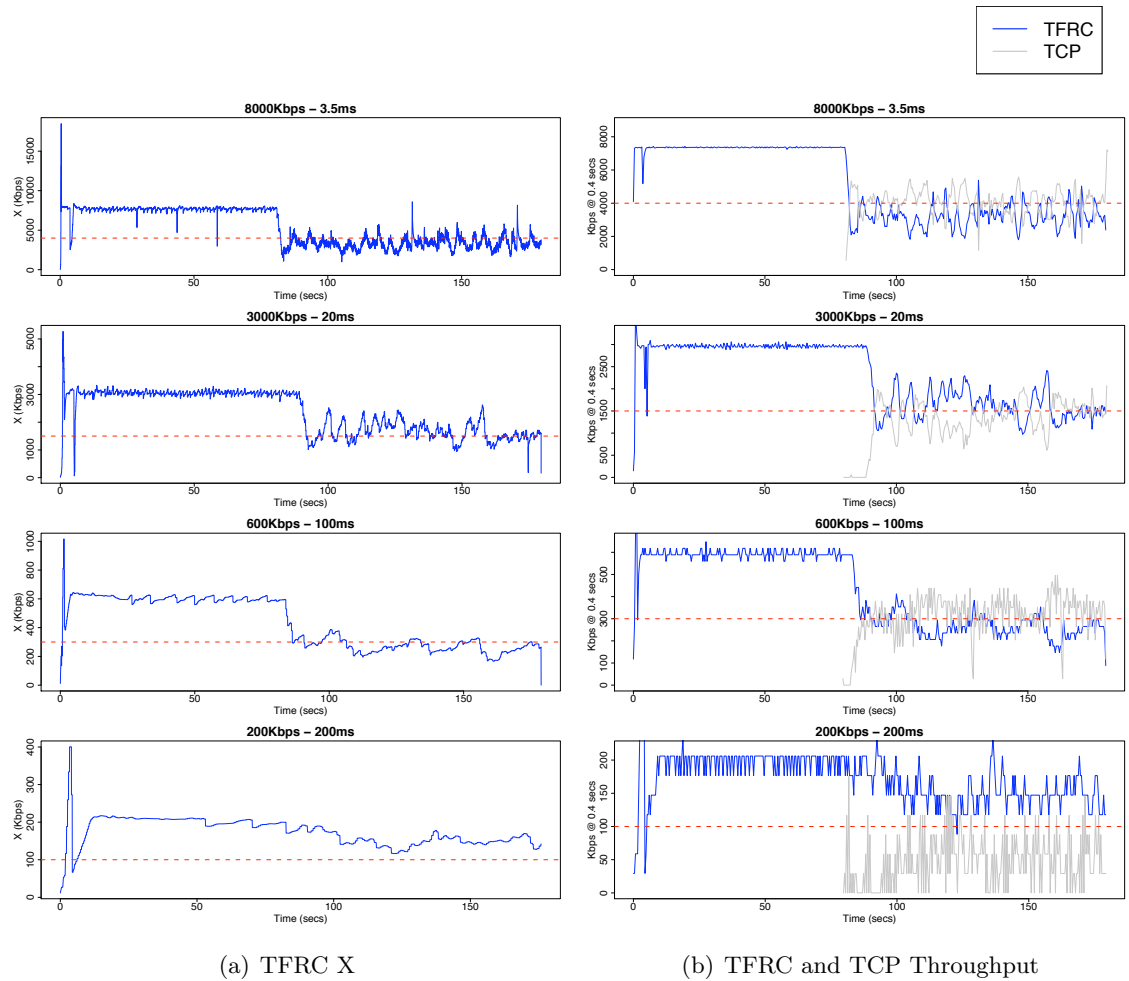 TFRC
TCP
8000Kbps − 3.5ms
X (Kbps)
0 5000 10000 15000
0 50 100 150
Time (secs)
8000Kbps − 3.5ms
Kbps @ 0.4 secs
0 2000 4000 6000 8000
0 50 100 150
Time (secs)
3000Kbps − 20ms
X (Kbps)
0 1000 3000 5000
0 50 100 150
Time (secs)
3000Kbps − 20ms
Kbps @ 0.4 secs
0 500 1500 2500
0 50 100 150
Time (secs)
600Kbps − 100ms
X (Kbps)
0 200 400 600 800 1000
0 50 100 150
Time (secs)
600Kbps − 100ms
Kbps @ 0.4 secs
0 100 300 500
0 50 100 150
Time (secs)
200Kbps − 200ms
X (Kbps)
0 100 200 300 400
0 50 100 150
Time (secs)
200Kbps − 200ms
Kbps @ 0.4 secs
0 50 100 150 200
0 50 100 150
Time (secs)
(a) TFRC X
(b) TFRC and TCP Throughput